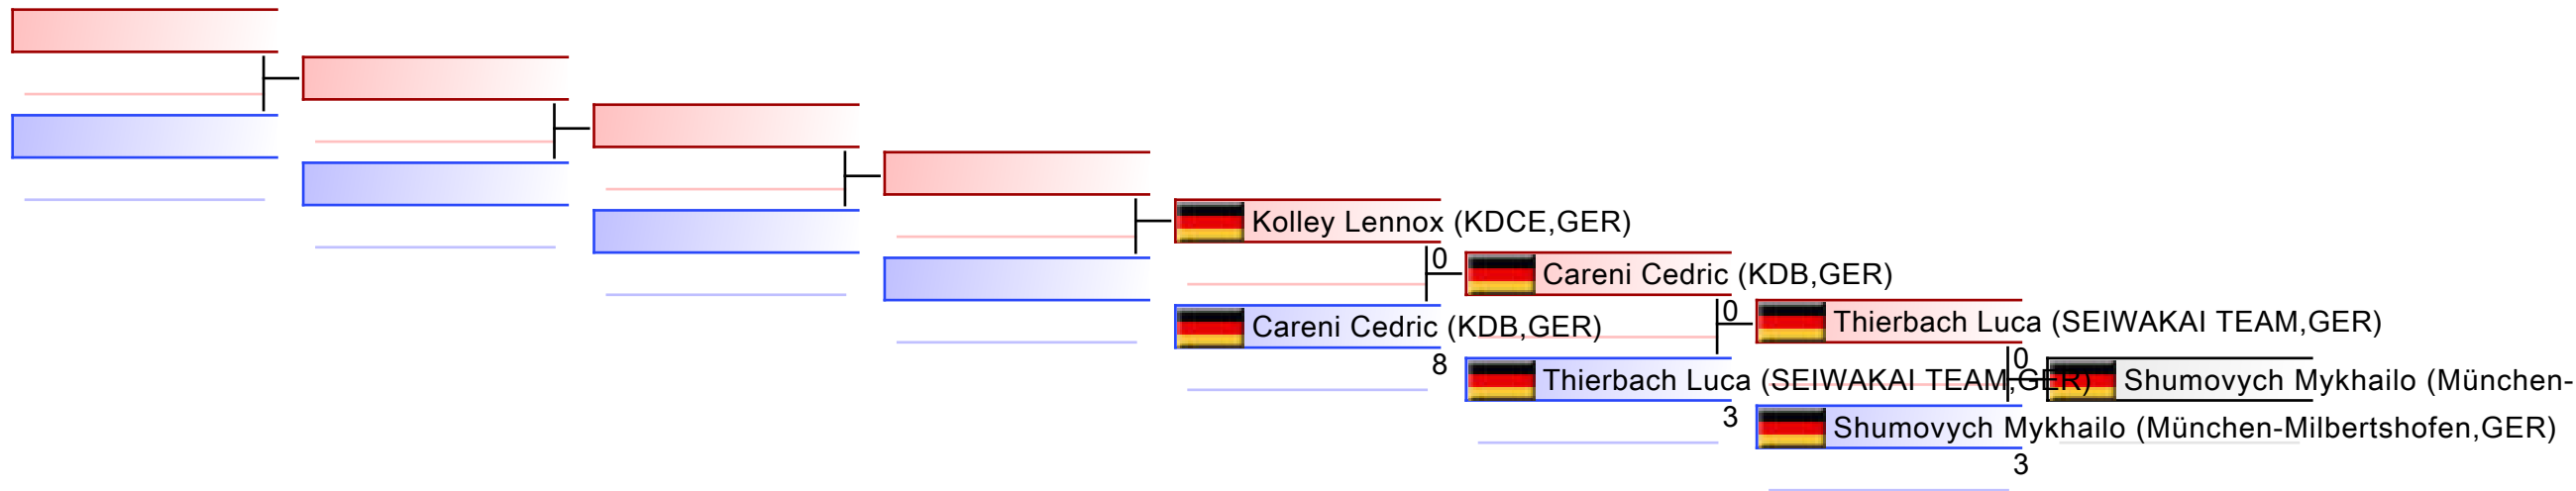 Kolley Lennox (KDCE,GER)
0
Careni Cedric (KDB,GER)
8
Careni Cedric (KDB,GER)
0
Thierbach Luca (SEIWAKAI TEAM,GER)
3
Thierbach Luca (SEIWAKAI TEAM,GER)
0
Shumovych Mykhailo (München-Milbertshofen,GER)
3
Shumovych Mykhailo (München-